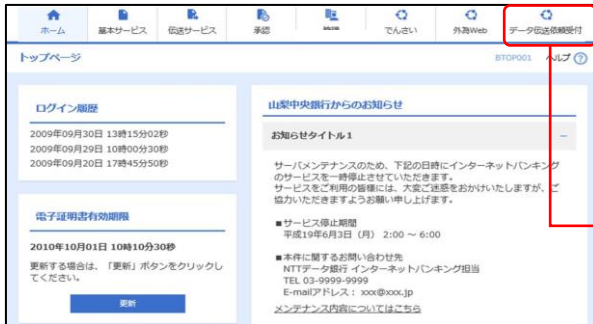 ホーム
基本サービス
伝送サービス
承認
管理
でんさい
外為Web
データ伝送依頼受付
トップページ
BTOP001
ヘルプ ?
ログイン履歴
2009年09月30日 13時15分02秒
2009年09月29日 10時00分30秒
2009年09月20日 17時45分50秒
電子証明書有効期限
2010年10月01日 10時10分30秒
更新する場合は、「更新」ボタンをクリックし
てください。
更新
山梨中央銀行からのお知らせ
お知らせタイトル1
サーバメンテナンスのため、下記の日時にインターネットバンキング
のサービスを一時停止させていただきます。
サービスをご利用の皆様には、大変ご迷惑をおかけいたしますが、ご
協力いただきますようお願い申し上げます。
■サービス停止期間
平成19年6月3日（月） 2:00 ～ 6:00
■本件に関するお問い合わせ先
NTTデータ銀行 インターネットバンキング担当
TEL 03-9999-9999
E-mailアドレス： xxx@xxx.jp
メンテナンス内容についてはこちら